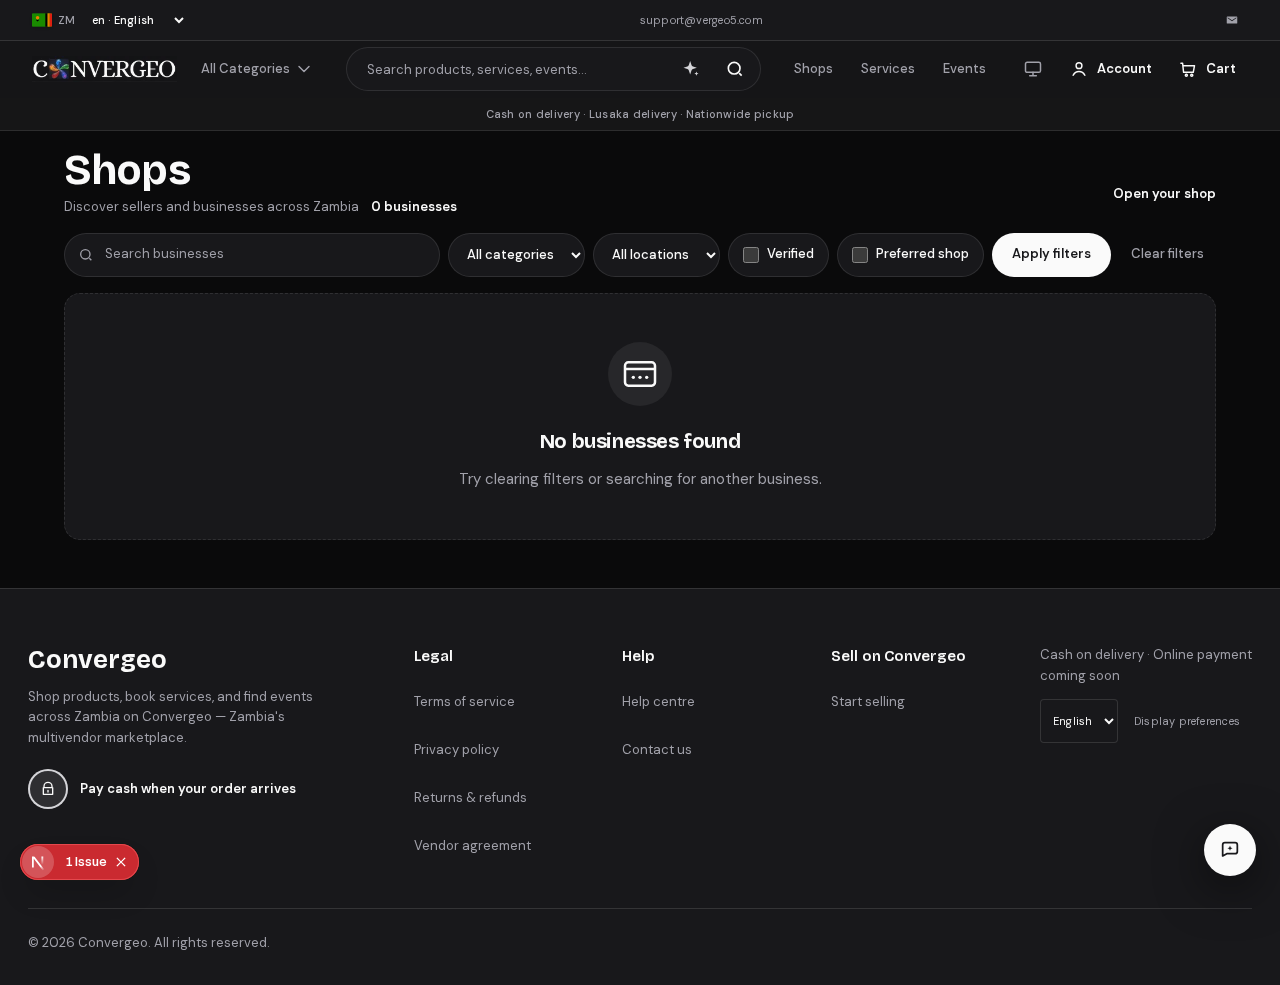 ZM
en · English
support@vergeo5.com
CONVERGEO
All Categories
Search products, services, events...
Shops
Services
Events
Account
Cart
Cash on delivery · Lusaka delivery · Nationwide pickup
Shops
Discover sellers and businesses across Zambia
0 businesses
Open your shop
Search businesses
All categories
All locations
Verified
Preferred shop
Apply filters
Clear filters
No businesses found
Try clearing filters or searching for another business.
Convergeo
Shop products, book services, and find events
across Zambia on Convergeo — Zambia's
multivendor marketplace.
Pay cash when your order arrives
Legal
Terms of service
Privacy policy
Returns & refunds
Vendor agreement
Help
Help centre
Contact us
Sell on Convergeo
Start selling
Cash on delivery · Online payment
coming soon
English
Display preferences
N
1 Issue
© 2026 Convergeo. All rights reserved.